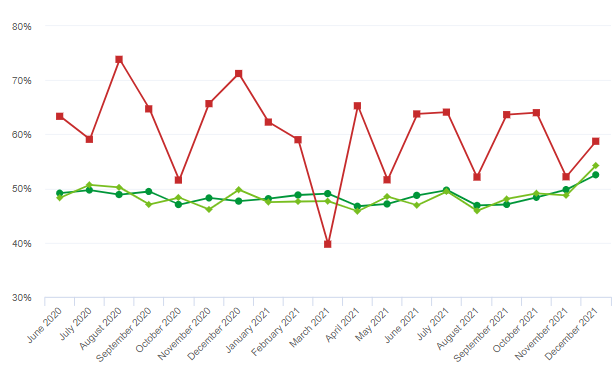 80%
70%
60%
50%
40%
30%
June 2020
July 2020
August 2020
September 2020
October 2020
November 2020
December 2020
January 2021
February 2021
March 2021
April 2021
May 2021
June 2021
July 2021
August 2021
September 2021
October 2021
November 2021
December 2021